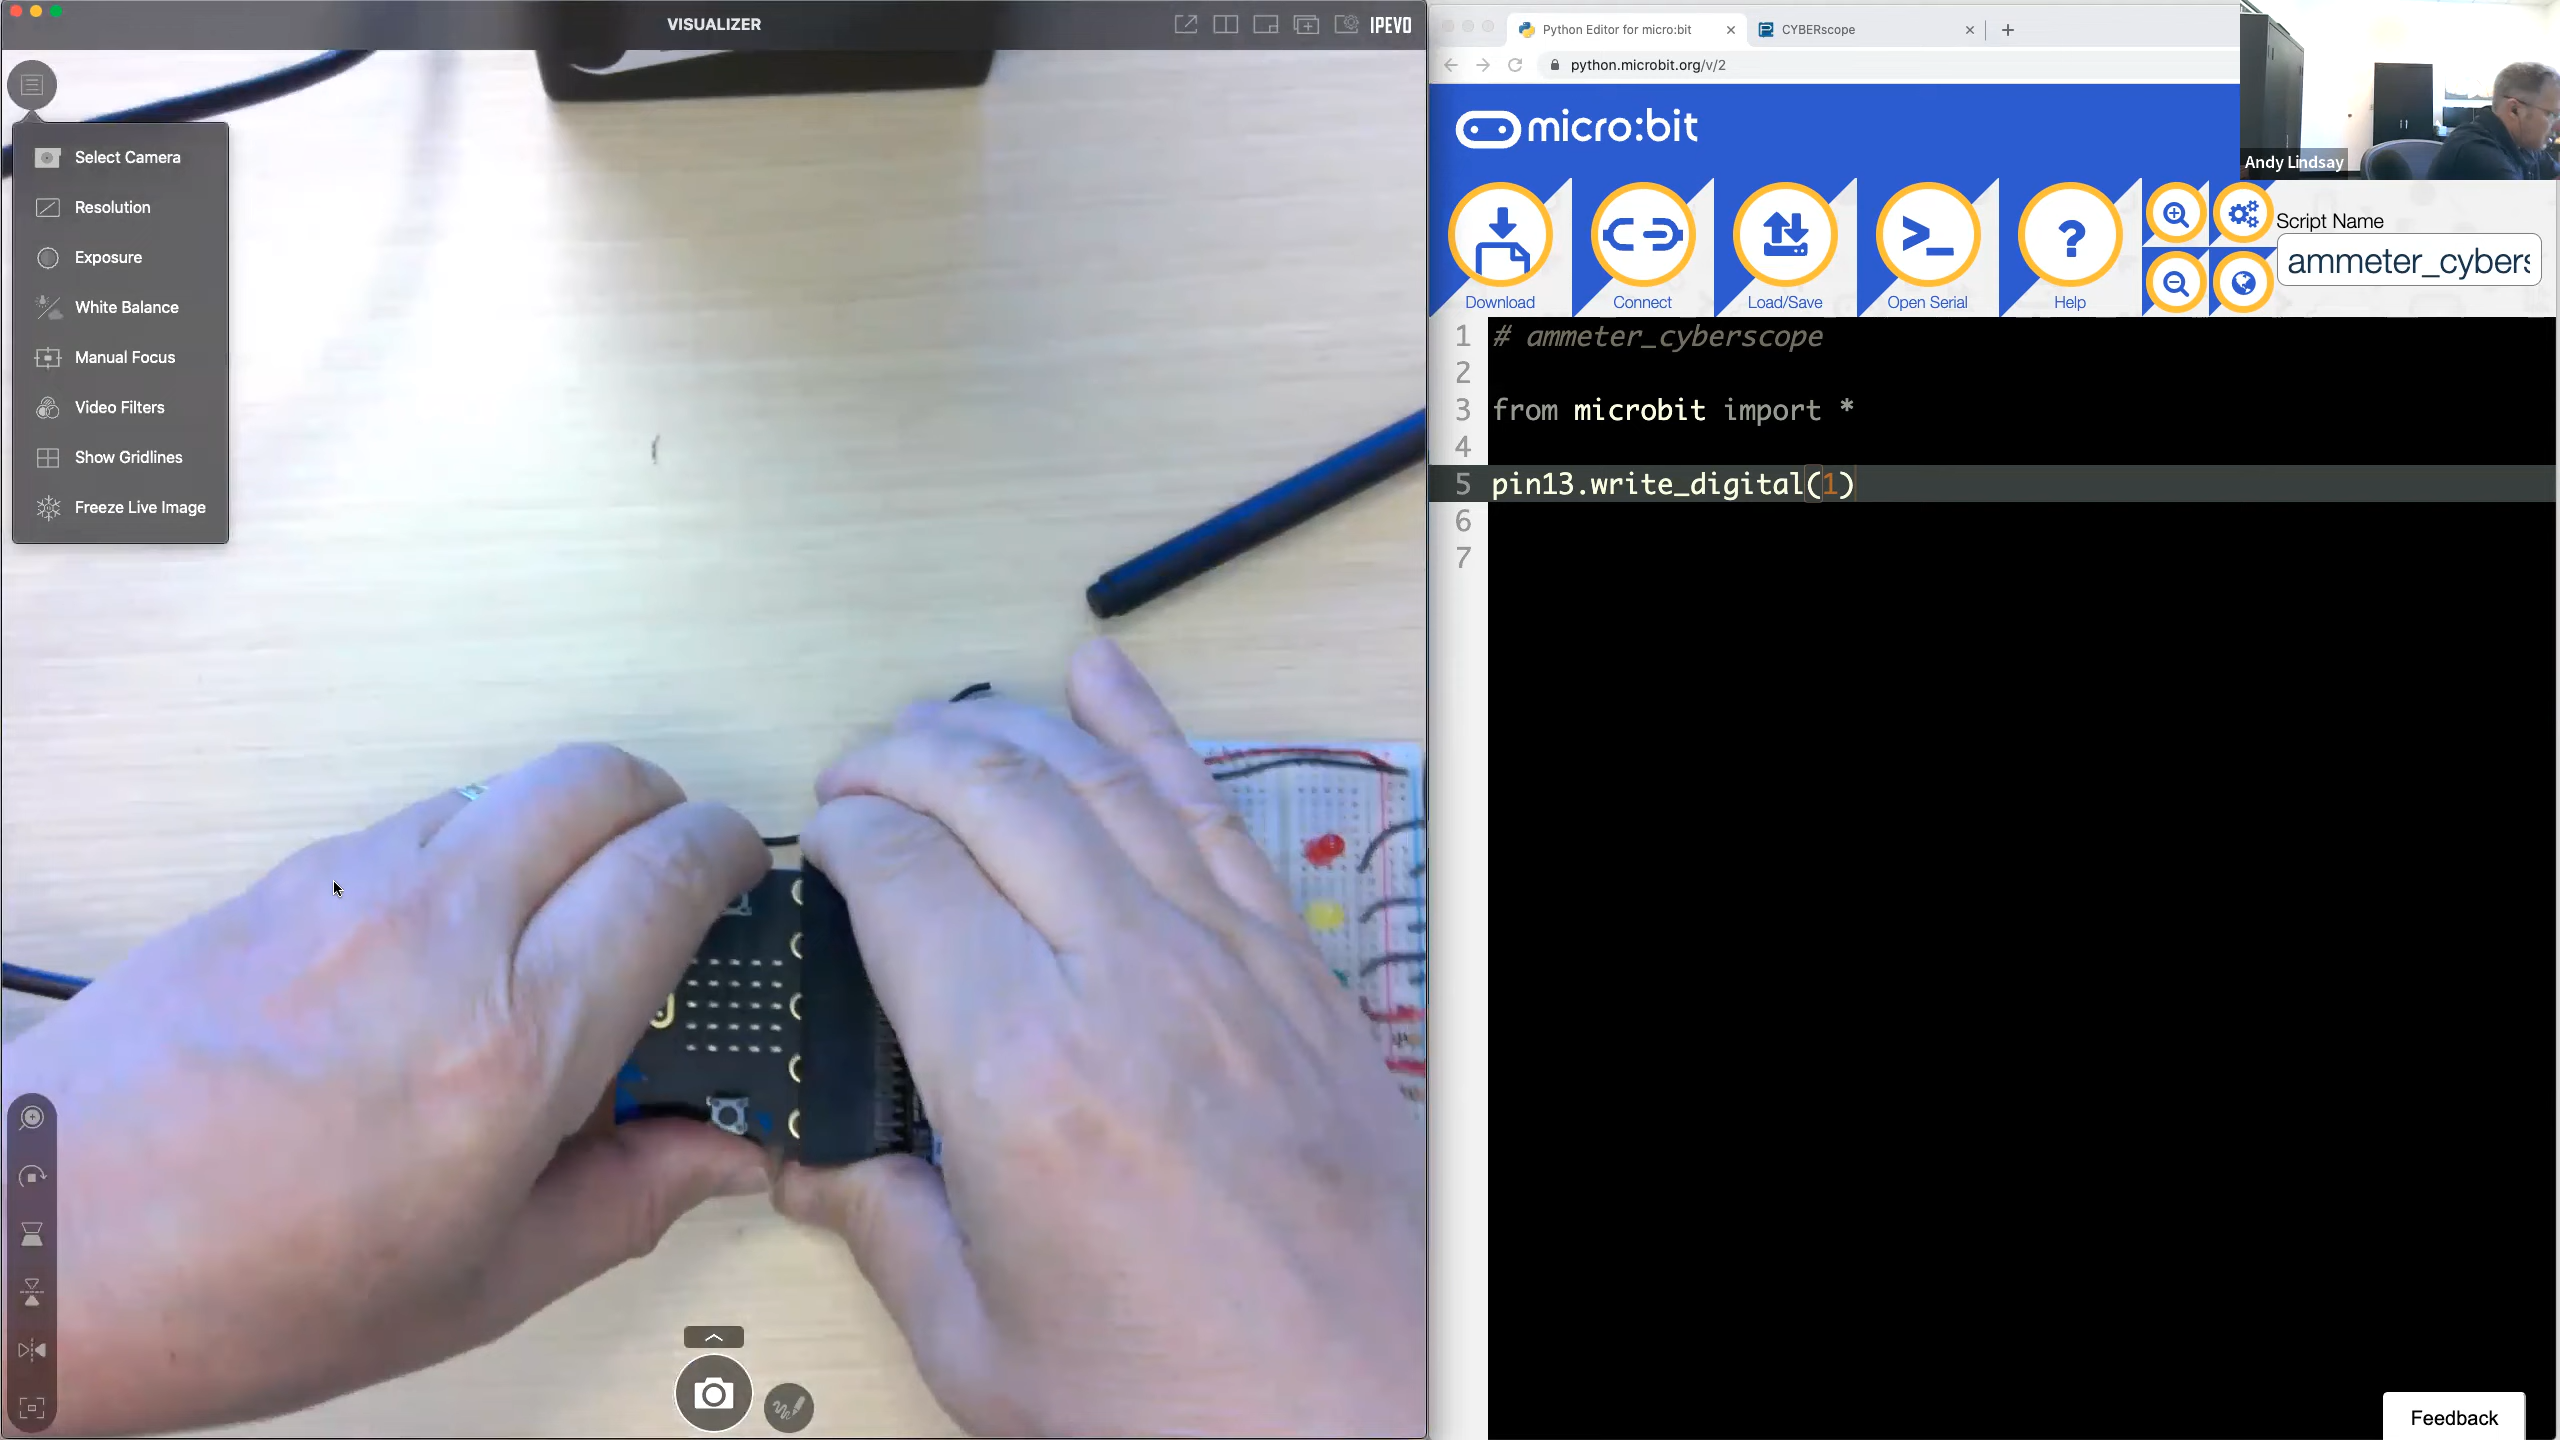 VISUALIZER
IPEVO
Select Camera
Resolution
Exposure
White Balance
Manual Focus
Video Filters
Show Gridlines
Freeze Live Image
Python Editor for micro:bit
CYBERscope
python.microbit.org/v/2
micro:bit
Andy Lindsay
Download
Connect
Load/Save
Open Serial
Help
Script Name
ammeter_cybers
1 # ammeter_cyberscope
2
3 from microbit import *
4
5 pin13.write_digital(1)
6
7
Feedback